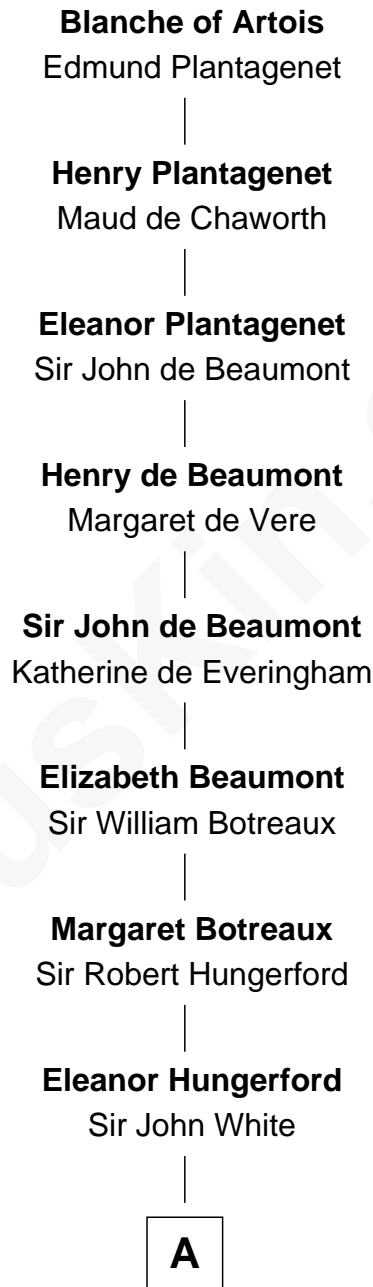 Blanche of Artois
Edmund Plantagenet
Henry Plantagenet
Maud de Chaworth
Eleanor Plantagenet
Sir John de Beaumont
Henry de Beaumont
Margaret de Vere
Sir John de Beaumont
Katherine de Everingham
Elizabeth Beaumont
Sir William Botreaux
Margaret Botreaux
Sir Robert Hungerford
Eleanor Hungerford
Sir John White
A